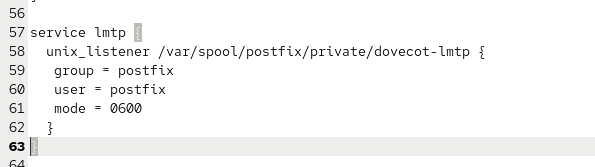 56
57 service lmtp {
58   unix_listener /var/spool/postfix/private/dovecot-lmtp {
59    group = postfix
60    user = postfix
61    mode = 0600
62   }
63 }
64